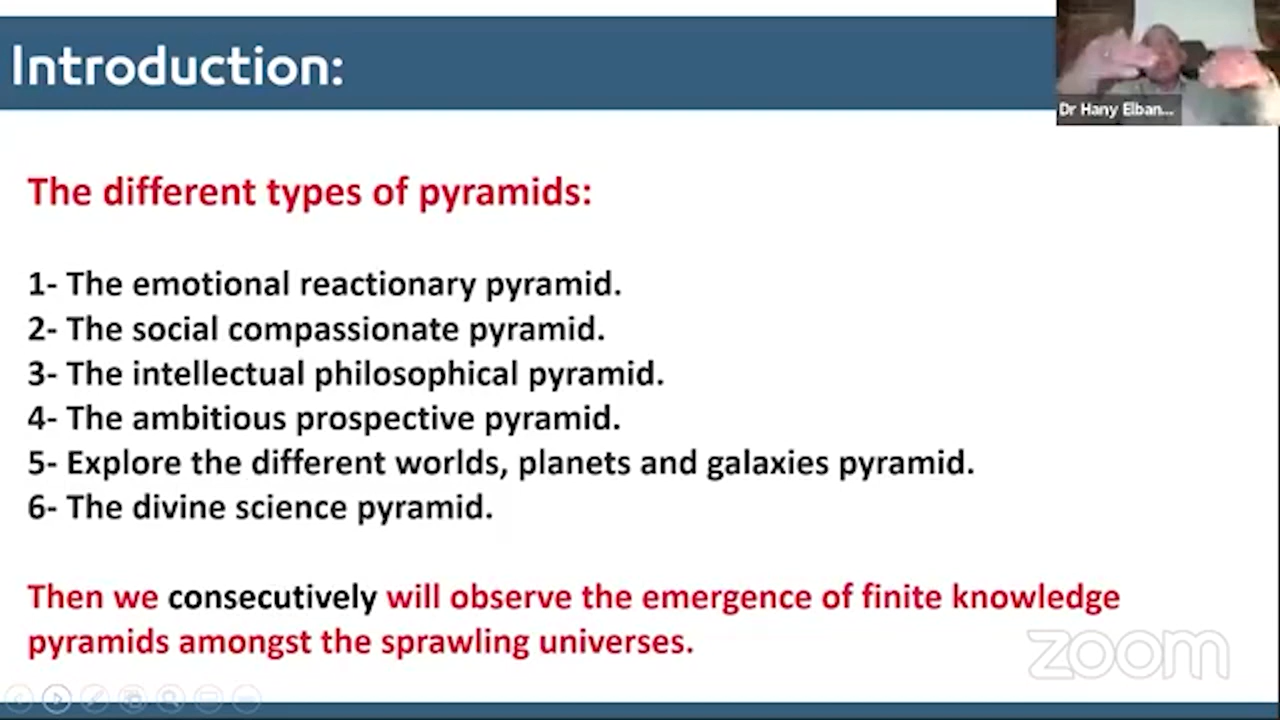 Introduction:
Dr Hany Elban...
The different types of pyramids:
1- The emotional reactionary pyramid.
2- The social compassionate pyramid.
3- The intellectual philosophical pyramid.
4- The ambitious prospective pyramid.
5- Explore the different worlds, planets and galaxies pyramid.
6- The divine science pyramid.
Then we consecutively will observe the emergence of finite knowledge
pyramids amongst the sprawling universes.
zoom